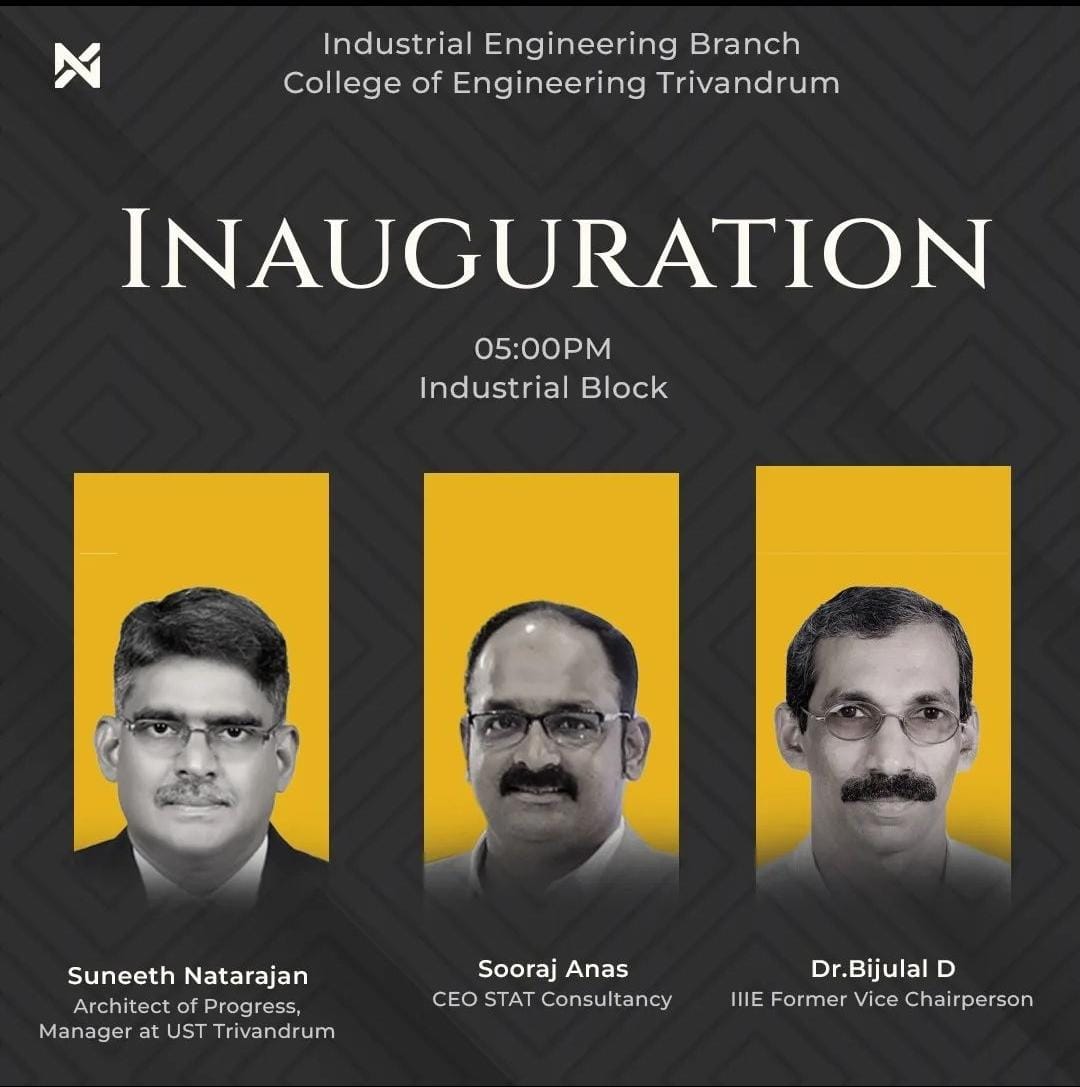 Industrial Engineering Branch
College of Engineering Trivandrum
INAUGURATION
05:00PM
Industrial Block
Suneeth Natarajan
Architect of Progress,
Manager at UST Trivandrum
Sooraj Anas
CEO STAT Consultancy
Dr.Bijulal D
IIIE Former Vice Chairperson